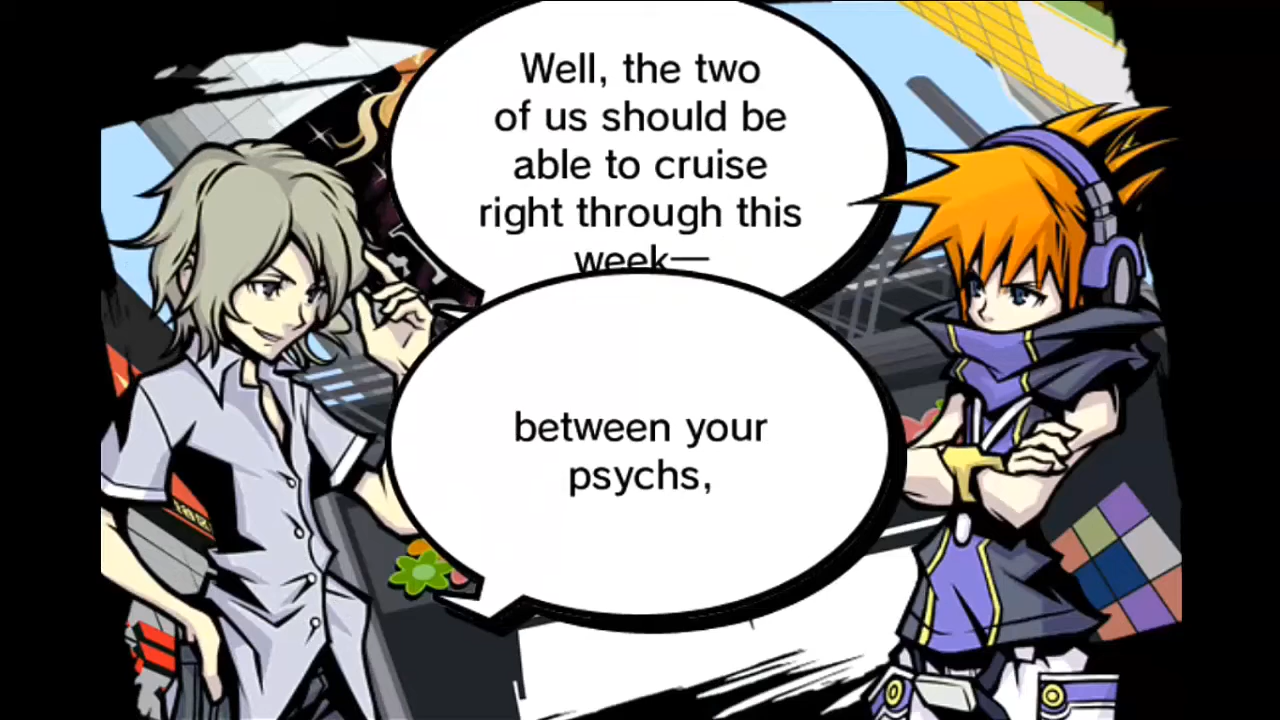 Well, the two
of us should be
able to cruise
right through this
week—
between your
psychs,